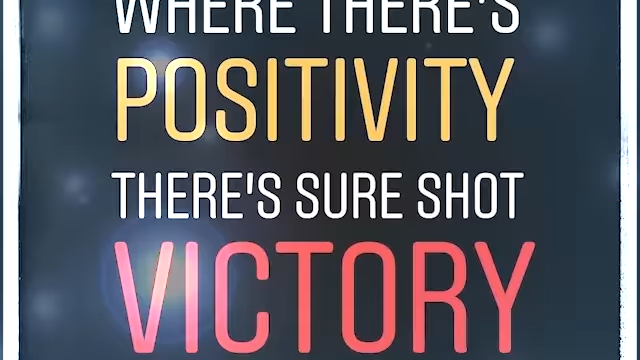 WHERE THERE'S
POSITIVITY
THERE'S SURE SHOT
VICTORY